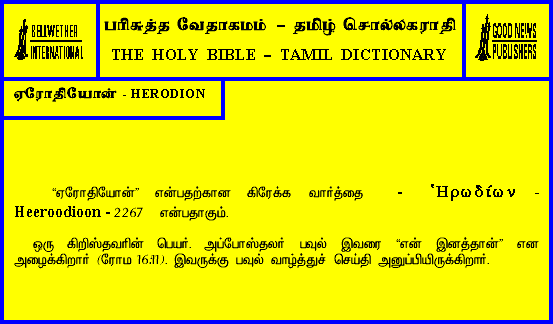 BELLWETHER
INTERNATIONAL
பரிசுத்த வேதாகமம் – தமிழ் சொல்லகராதி
THE HOLY BIBLE – TAMIL DICTIONARY
GOOD NEWS
PUBLISHERS
ஏரோதியோன் - HERODION
“ஏரோதியோன்” என்பதற்கான கிரேக்க வார்த்தை - Ἡρωδίων -
Heeroodioon - 2267 என்பதாகும்.
ஒரு கிறிஸ்தவரின் பெயர். அப்போஸ்தலர் பவுல் இவரை “என் இனத்தான்” என
அழைக்கிறார் (ரோம 16:11). இவருக்கு பவுல் வாழ்த்துச் செய்தி அனுப்பியிருக்கிறார்.